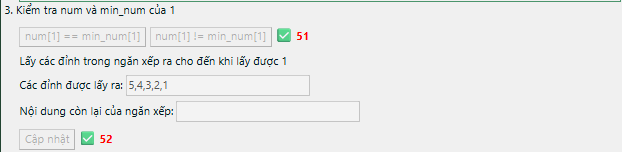 3. Kiểm tra num và min_num của 1
num[1] == min_num[1] num[1] != min_num[1] ✅ 51
Lấy các đỉnh trong ngăn xếp ra cho đến khi lấy được 1
Các đỉnh được lấy ra: 5,4,3,2,1
Nội dung còn lại của ngăn xếp:
Cập nhật ✅ 52